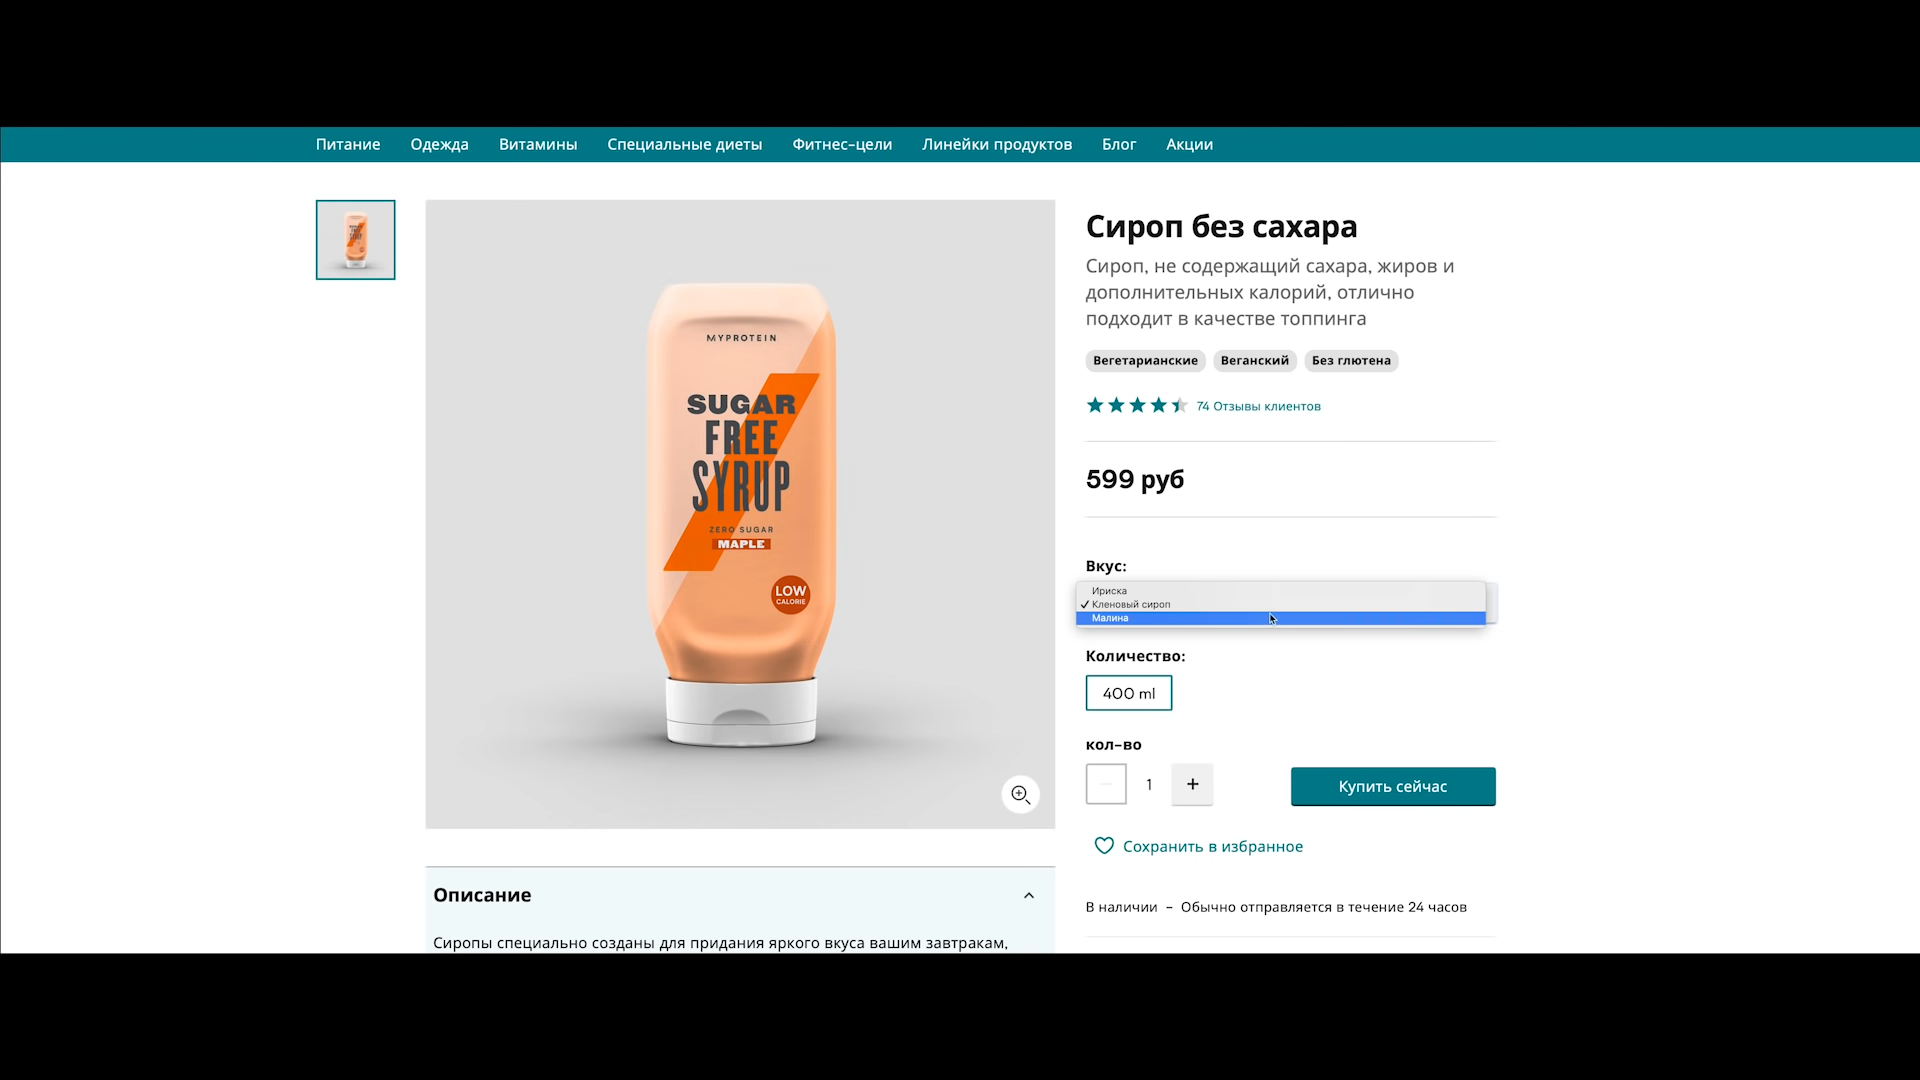 Питание Одежда Витамины Специальные диеты Фитнес-цели Линейки продуктов Блог Акции
MYPROTEIN
SUGAR
FREE
SYRUP
ZERO SUGAR
MAPLE
LOW
CALORIE
Сироп без сахара
Сироп, не содержащий сахара, жиров и
дополнительных калорий, отлично
подходит в качестве топпинга
Вегетарианские Веганский Без глютена
74 Отзывы клиентов
599 руб
Вкус:
Ириска
Кленовый сироп
Малина
Количество:
400 ml
кол-во
1 +
Купить сейчас
Сохранить в избранное
В наличии - Обычно отправляется в течение 24 часов
Описание
Сиропы специально созданы для придания яркого вкуса вашим завтракам,